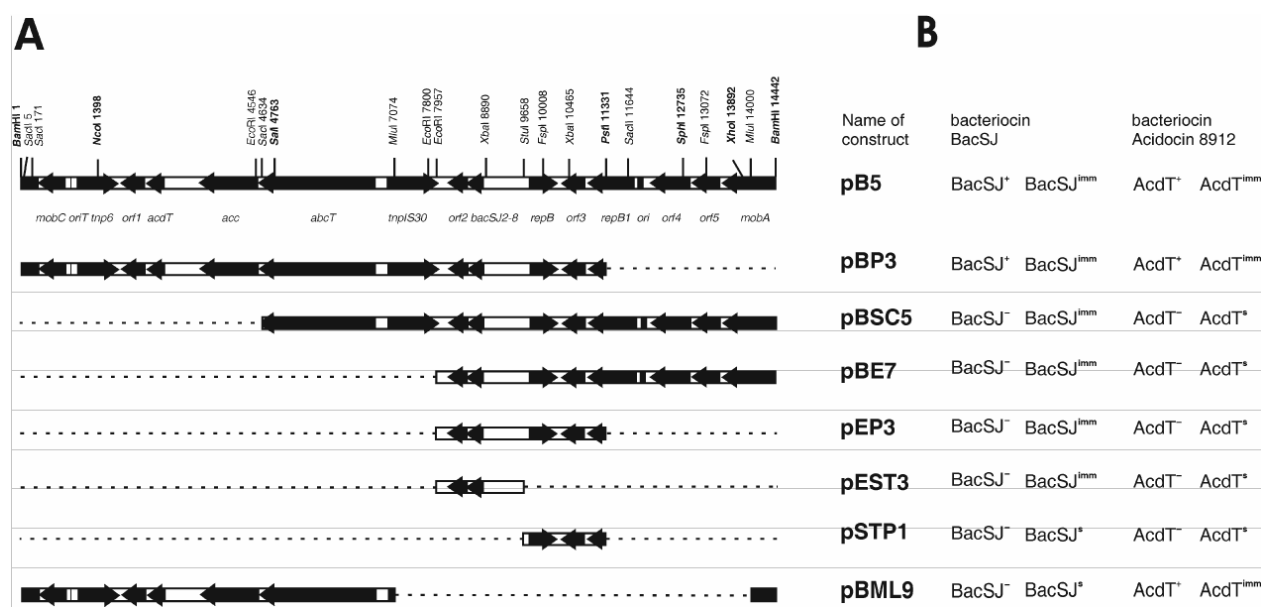 A
B
BamHI 1
SacII 5
SacI 171
NcoI 1398
EcoRI 4546
SacI 4634
SalI 4763
MluI 7074
EcoRI 7800
EcoRI 7957
XbaI 8890
StuI 9658
FspI 10008
XbaI 10465
PstI 11331
SacII 11644
SphI 12735
FspI 13072
XhoI 13892
MluI 14000
BamHI 14442
Name of construct
bacteriocin BacSJ
bacteriocin Acidocin 8912
pB5 BacSJ⁺ BacSJⁱᵐᵐ AcdT⁺ AcdTⁱᵐᵐ
mobC oriT tnp6 orf1 acdT acc abcT tnpIS30 orf2 bacSJ2-8 repB orf3 repB1 ori orf4 orf5 mobA
pBP3 BacSJ⁺ BacSJⁱᵐᵐ AcdT⁺ AcdTⁱᵐᵐ
pBSC5 BacSJ⁻ BacSJⁱᵐᵐ AcdT⁻ AcdTˢ
pBE7 BacSJ⁻ BacSJⁱᵐᵐ AcdT⁻ AcdTˢ
pEP3 BacSJ⁻ BacSJⁱᵐᵐ AcdT⁻ AcdTˢ
pEST3 BacSJ⁻ BacSJⁱᵐᵐ AcdT⁻ AcdTˢ
pSTP1 BacSJ⁻ BacSJˢ AcdT⁻ AcdTˢ
pBML9 BacSJ⁻ BacSJˢ AcdT⁺ AcdTⁱᵐᵐ